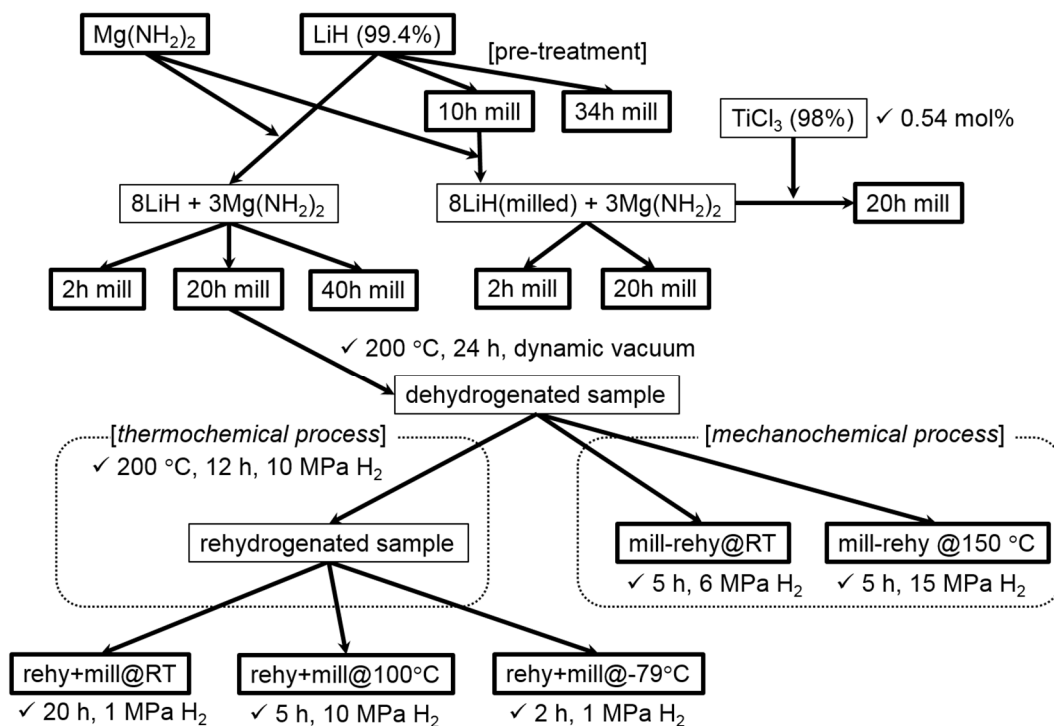 Mg(NH₂)₂
LiH (99.4%)
[pre-treatment]
10h mill
34h mill
TiCl₃ (98%)
✓ 0.54 mol%
8LiH + 3Mg(NH₂)₂
8LiH(milled) + 3Mg(NH₂)₂
20h mill
2h mill
20h mill
40h mill
2h mill
20h mill
✓ 200 °C, 24 h, dynamic vacuum
dehydrogenated sample
[thermochemical process]
✓ 200 °C, 12 h, 10 MPa H₂
[mechanochemical process]
rehydrogenated sample
mill-rehy@RT
✓ 5 h, 6 MPa H₂
mill-rehy @150 °C
✓ 5 h, 15 MPa H₂
rehy+mill@RT
✓ 20 h, 1 MPa H₂
rehy+mill@100°C
✓ 5 h, 10 MPa H₂
rehy+mill@-79°C
✓ 2 h, 1 MPa H₂